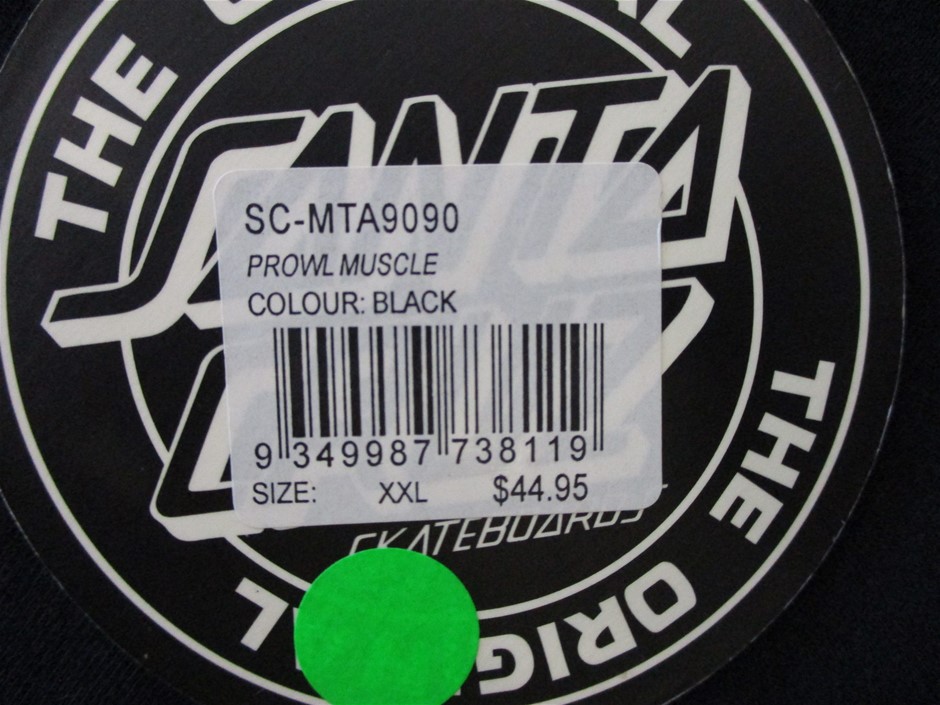 THE
SANTA
SC-MTA9090
PROWL MUSCLE
COLOUR: BLACK
9 349987 738119
SIZE: XXL $44.95
SKATEBOARDS
THE